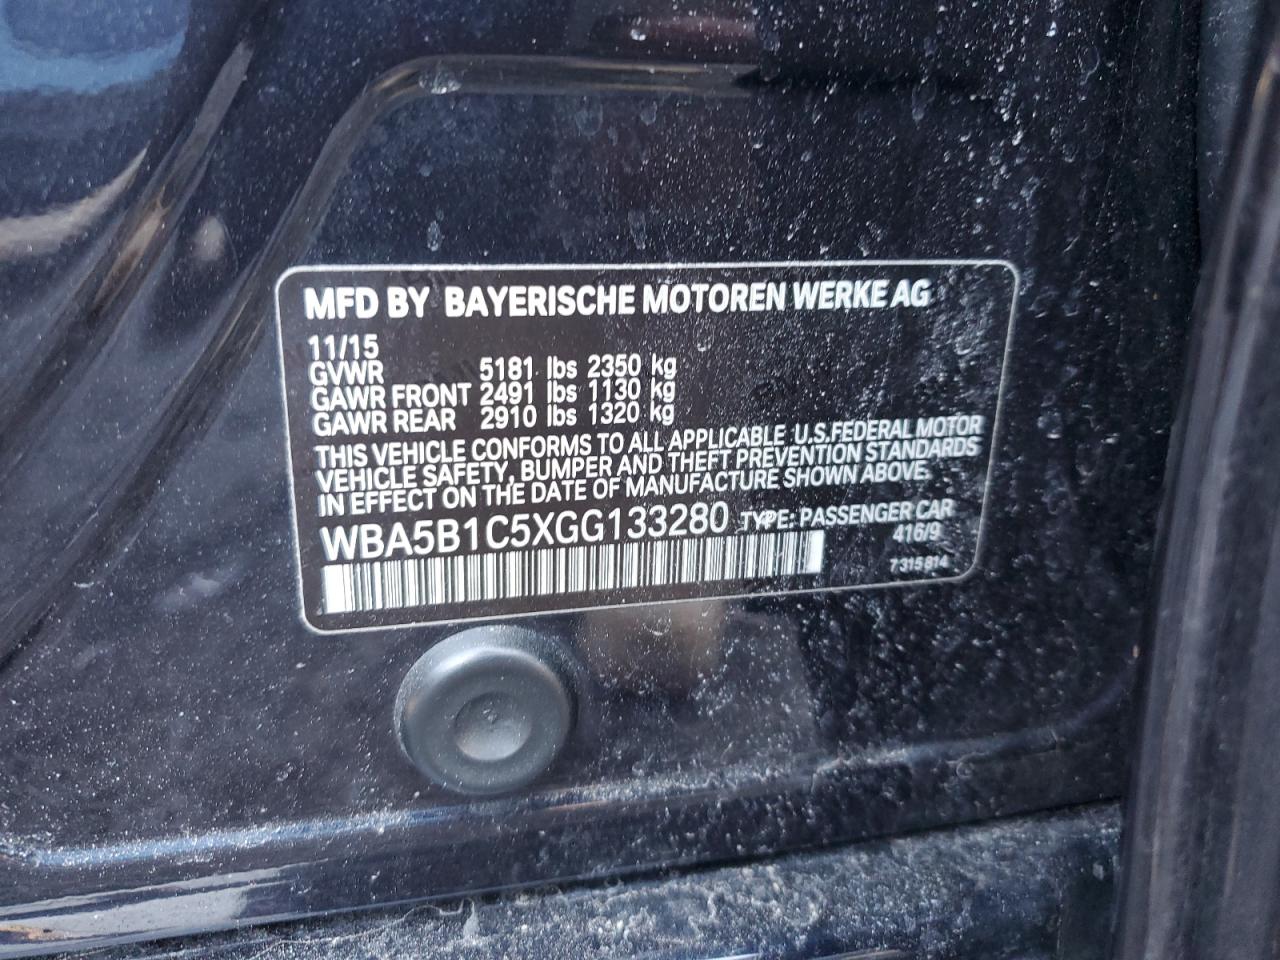 MFD BY BAYERISCHE MOTOREN WERKE AG
11/15
GVWR 5181 lbs 2350 kg
GAWR FRONT 2491 lbs 1130 kg
GAWR REAR 2910 lbs 1320 kg
THIS VEHICLE CONFORMS TO ALL APPLICABLE U.S.FEDERAL MOTOR
VEHICLE SAFETY, BUMPER AND THEFT PREVENTION STANDARDS
IN EFFECT ON THE DATE OF MANUFACTURE SHOWN ABOVE.
WBA5B1C5XGG133280 TYPE: PASSENGER CAR
416/9
7315814